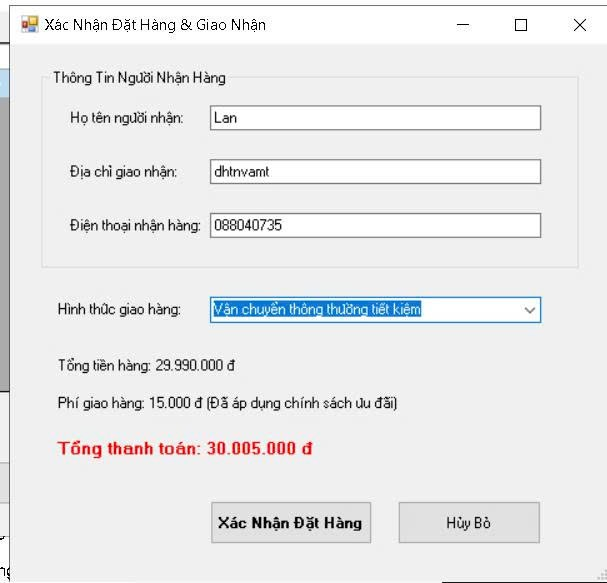 Xác Nhận Đặt Hàng & Giao Nhận
Thông Tin Người Nhận Hàng
Họ tên người nhận: Lan
Địa chỉ giao nhận: dhtnvamt
Điện thoại nhận hàng: 088040735
Hình thức giao hàng: Vận chuyển thông thường tiết kiệm
Tổng tiền hàng: 29.990.000 đ
Phí giao hàng: 15.000 đ (Đã áp dụng chính sách ưu đãi)
Tổng thanh toán: 30.005.000 đ
Xác Nhận Đặt Hàng Hủy Bỏ